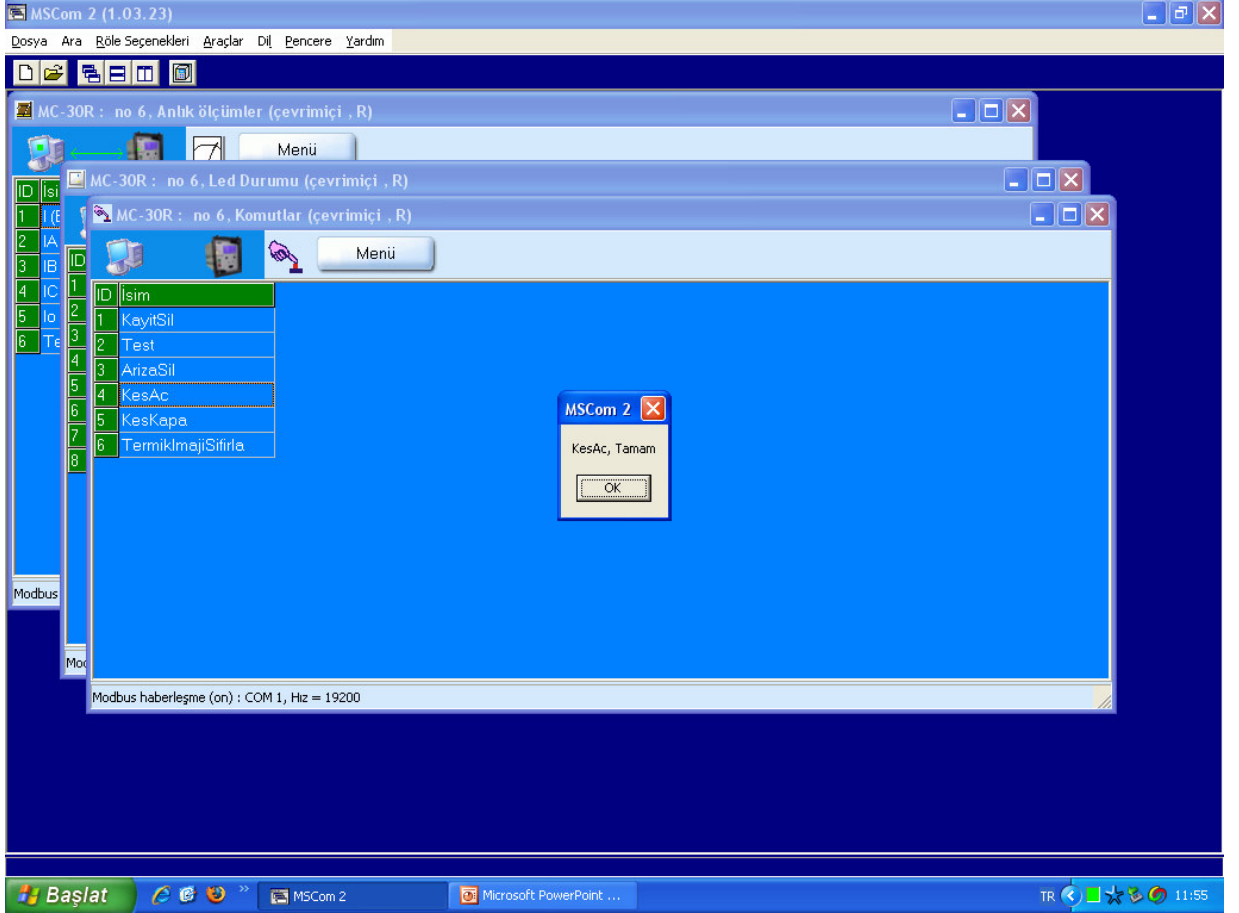 MSCom 2 (1.03.23)
Dosya Ara Röle Seçenekleri Araçlar Dil Pencere Yardım
MC-30R : no 6, Anlık ölçümler (çevrimiçi , R)
Menü
ID İsi
1 I (E
2 IA
3 IB
4 IC
5 Io
6 Te
Modbus
MC-30R : no 6, Led Durumu (çevrimiçi , R)
ID
1
2
3
4
5
6
7
8
Mod
MC-30R : no 6, Komutlar (çevrimiçi , R)
Menü
ID İsim
1 KayitSil
2 Test
3 ArizaSil
4 KesAc
5 KesKapa
6 TermikImajiSifirla
MSCom 2
KesAc, Tamam
OK
Modbus haberleşme (on) : COM 1, Hız = 19200
Başlat
MSCom 2
Microsoft PowerPoint ...
TR
11:55